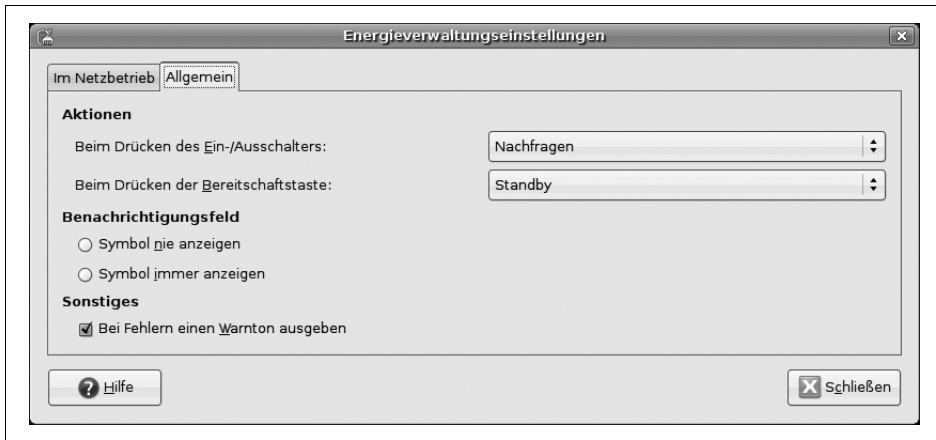 Energieverwaltungseinstellungen
Im Netzbetrieb Allgemein
Aktionen
Beim Drücken des Ein-/Ausschalters: Nachfragen
Beim Drücken der Bereitschaftstaste: Standby
Benachrichtigungsfeld
Symbol nie anzeigen
Symbol immer anzeigen
Sonstiges
Bei Fehlern einen Warnton ausgeben
Hilfe Schließen